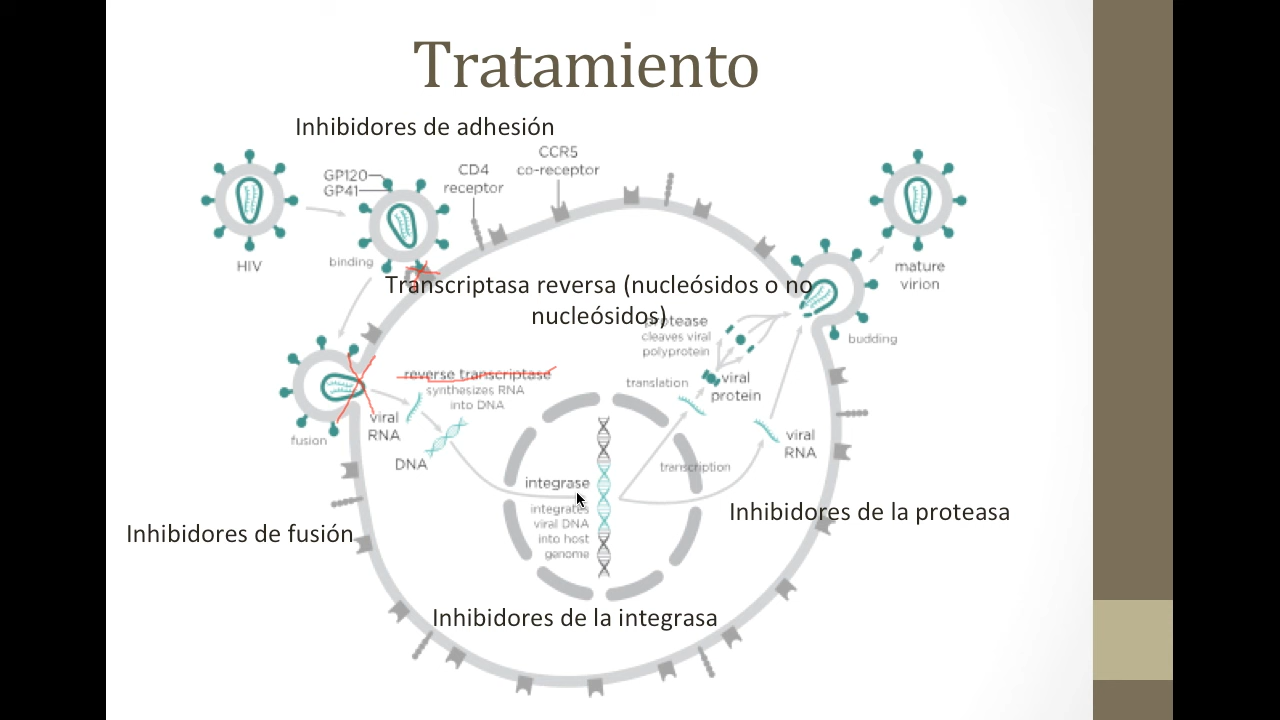 Tratamiento
Inhibidores de adhesión
CCR5
co-receptor
CD4
receptor
GP120
GP41
HIV
binding
mature
virion
Transcriptasa reversa (nucleósidos o no
nucleósidos)
protease
cleaves viral
polyprotein
budding
reverse transcriptase
synthesizes RNA
into DNA
translation
viral
protein
fusion
viral
RNA
DNA
viral
RNA
transcription
integrase
integrates
viral DNA
into host
genome
Inhibidores de la proteasa
Inhibidores de fusión
Inhibidores de la integrasa